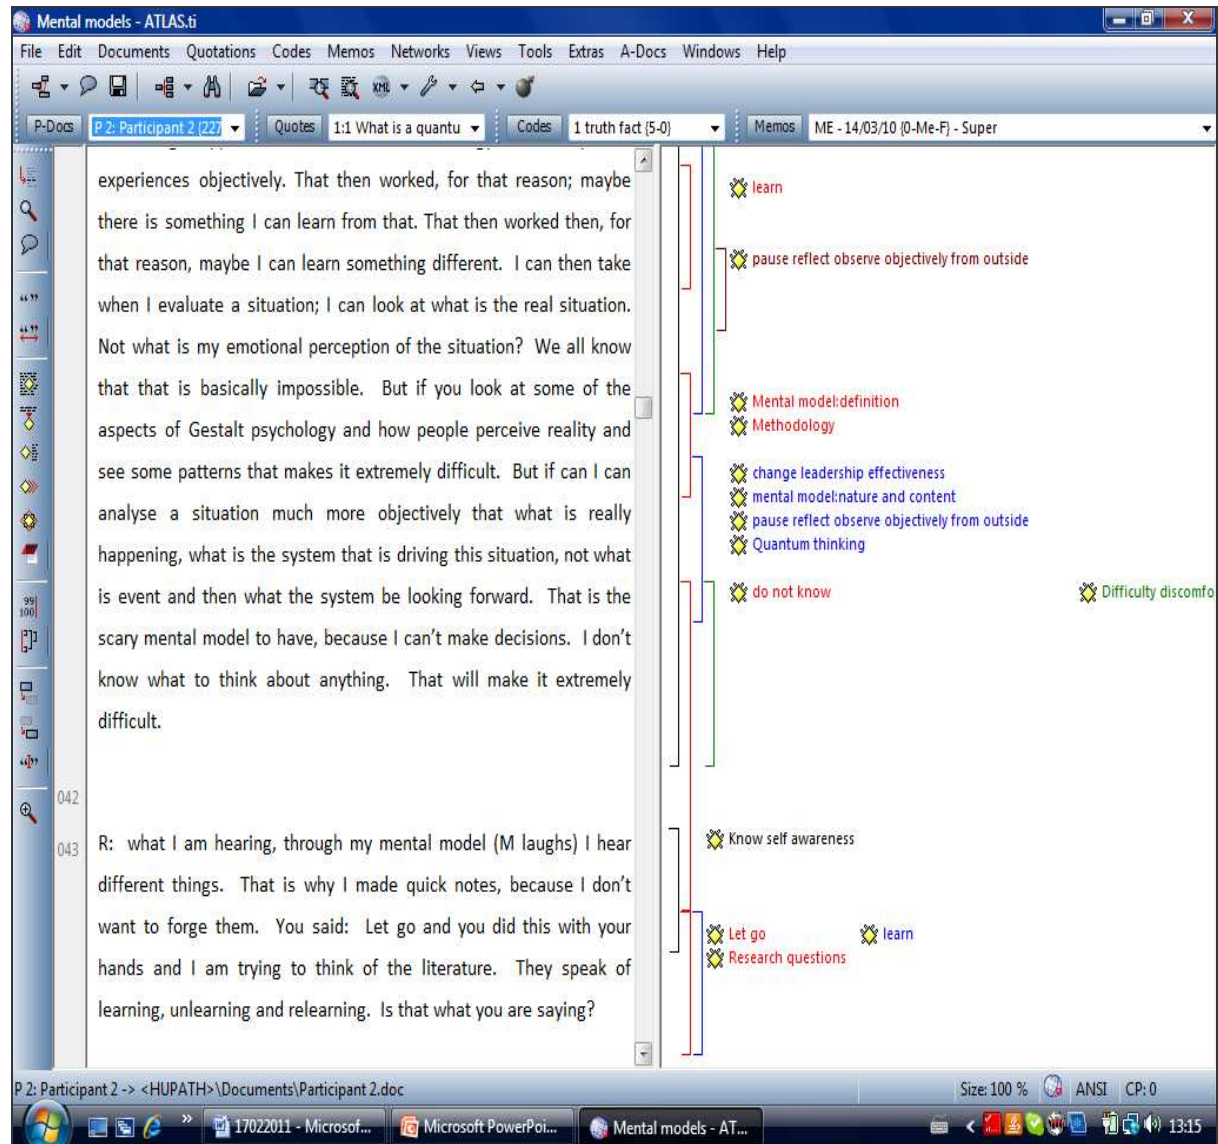 Mental models - ATLAS.ti
File Edit Documents Quotations Codes Memos Networks Views Tools Extras A-Docs Windows Help
XML
P-Docs P 2: Participant 2 {227 Quotes 1:1 What is a quantu Codes 1 truth fact {5-0} Memos ME - 14/03/10 {0-Me-F} - Super
experiences objectively. That then worked, for that reason; maybe
there is something I can learn from that. That then worked then, for
that reason, maybe I can learn something different. I can then take
when I evaluate a situation; I can look at what is the real situation.
Not what is my emotional perception of the situation? We all know
that that is basically impossible. But if you look at some of the
aspects of Gestalt psychology and how people perceive reality and
see some patterns that makes it extremely difficult. But if can I can
analyse a situation much more objectively that what is really
happening, what is the system that is driving this situation, not what
is event and then what the system be looking forward. That is the
scary mental model to have, because I can't make decisions. I don't
know what to think about anything. That will make it extremely
difficult.
042
043 R: what I am hearing, through my mental model (M laughs) I hear
different things. That is why I made quick notes, because I don't
want to forge them. You said: Let go and you did this with your
hands and I am trying to think of the literature. They speak of
learning, unlearning and relearning. Is that what you are saying?
learn
pause reflect observe objectively from outside
Mental model:definition
Methodology
change leadership effectiveness
mental model:nature and content
pause reflect observe objectively from outside
Quantum thinking
do not know Difficulty discomfo
Know self awareness
Let go learn
Research questions
99
100
P 2: Participant 2 -> <HUPATH>\Documents\Participant 2.doc Size: 100 % ANSI CP: 0
17022011 - Microsof... Microsoft PowerPoi... Mental models - AT... 13:15